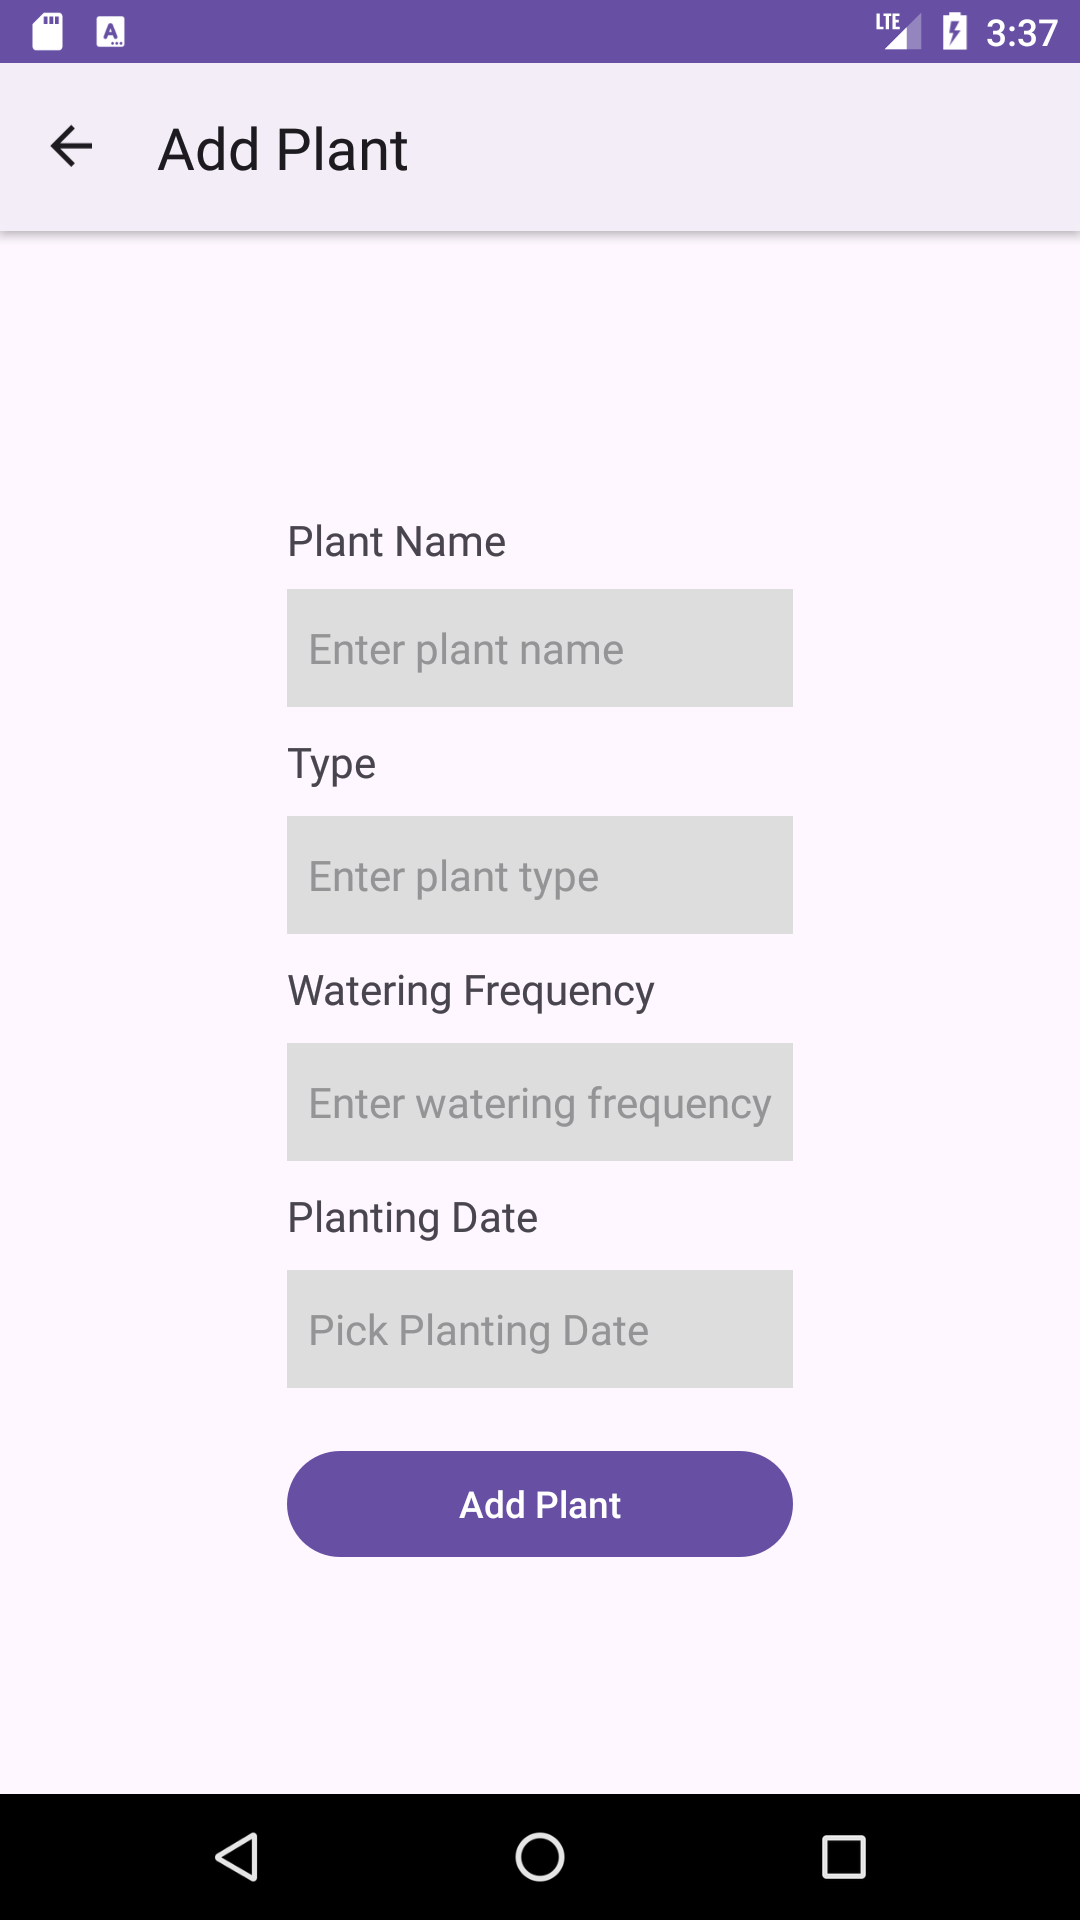 LTE 3:37
Add Plant
Plant Name
Enter plant name
Type
Enter plant type
Watering Frequency
Enter watering frequency
Planting Date
Pick Planting Date
Add Plant